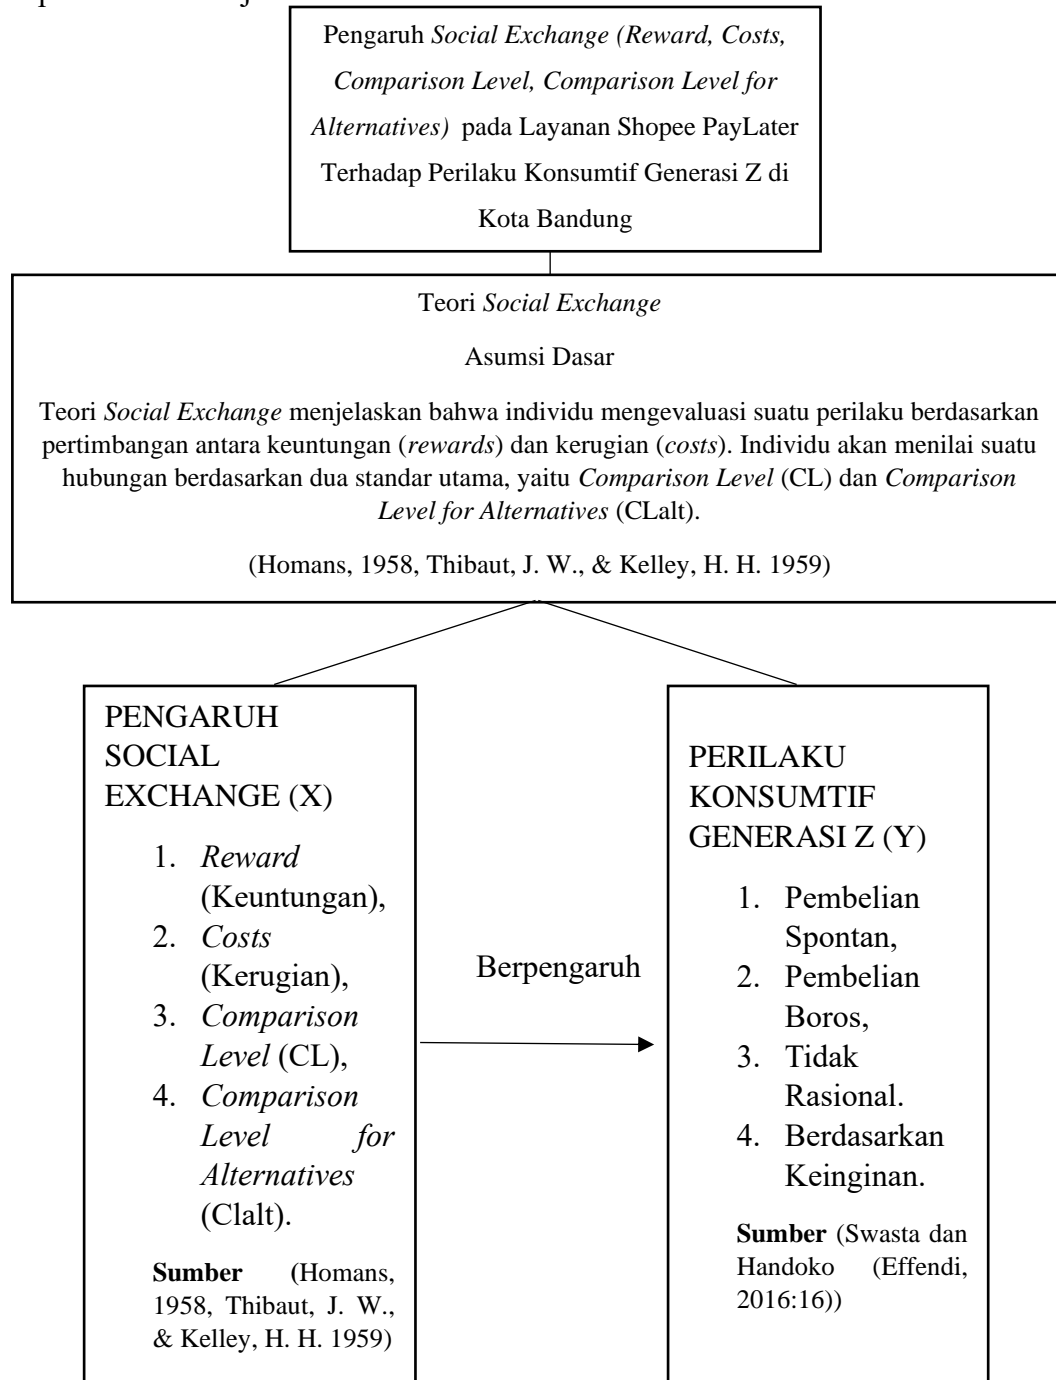 Pengaruh Social Exchange (Reward, Costs,
Comparison Level, Comparison Level for
Alternatives) pada Layanan Shopee PayLater
Terhadap Perilaku Konsumtif Generasi Z di
Kota Bandung
Teori Social Exchange
Asumsi Dasar
Teori Social Exchange menjelaskan bahwa individu mengevaluasi suatu perilaku berdasarkan
pertimbangan antara keuntungan (rewards) dan kerugian (costs). Individu akan menilai suatu
hubungan berdasarkan dua standar utama, yaitu Comparison Level (CL) dan Comparison
Level for Alternatives (CLalt).
(Homans, 1958, Thibaut, J. W., & Kelley, H. H. 1959)
PENGARUH
SOCIAL
EXCHANGE (X)
1. Reward
(Keuntungan),
2. Costs
(Kerugian),
3. Comparison
Level (CL),
4. Comparison
Level for
Alternatives
(Clalt).
Sumber (Homans,
1958, Thibaut, J. W.,
& Kelley, H. H. 1959)
Berpengaruh
PERILAKU
KONSUMTIF
GENERASI Z (Y)
1. Pembelian
Spontan,
2. Pembelian
Boros,
3. Tidak
Rasional.
4. Berdasarkan
Keinginan.
Sumber (Swasta dan
Handoko (Effendi,
2016:16))